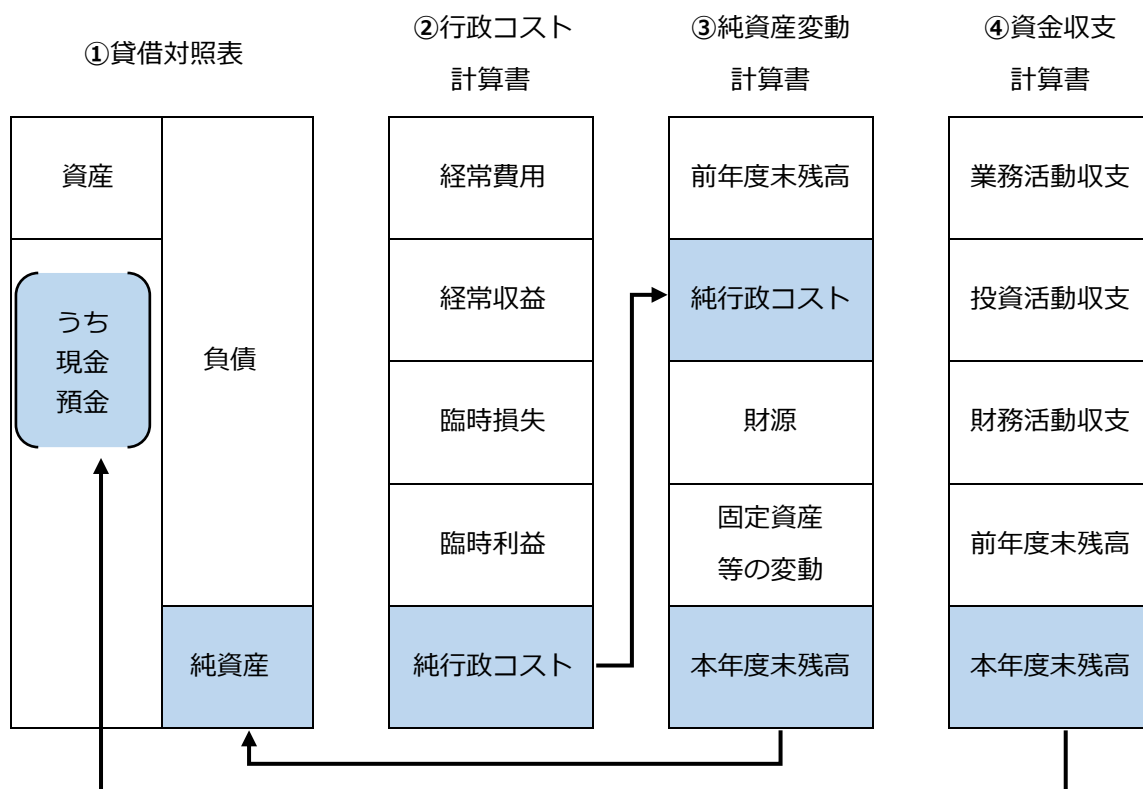 ①貸借対照表
資産
うち
現金
預金
負債
純資産
②行政コスト
計算書
経常費用
経常収益
臨時損失
臨時利益
純行政コスト
③純資産変動
計算書
前年度末残高
純行政コスト
財源
固定資産
等の変動
本年度末残高
④資金収支
計算書
業務活動収支
投資活動収支
財務活動収支
前年度末残高
本年度末残高